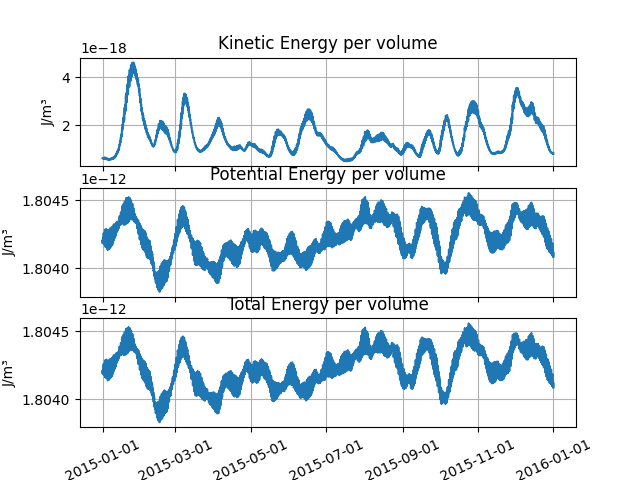 Kinetic Energy per volume
1e−18
4
2
J/m³
Potential Energy per volume
1e−12
1.8045
1.8040
J/m³
Total Energy per volume
1e−12
1.8045
1.8040
J/m³
2015-01-01
2015-03-01
2015-05-01
2015-07-01
2015-09-01
2015-11-01
2016-01-01